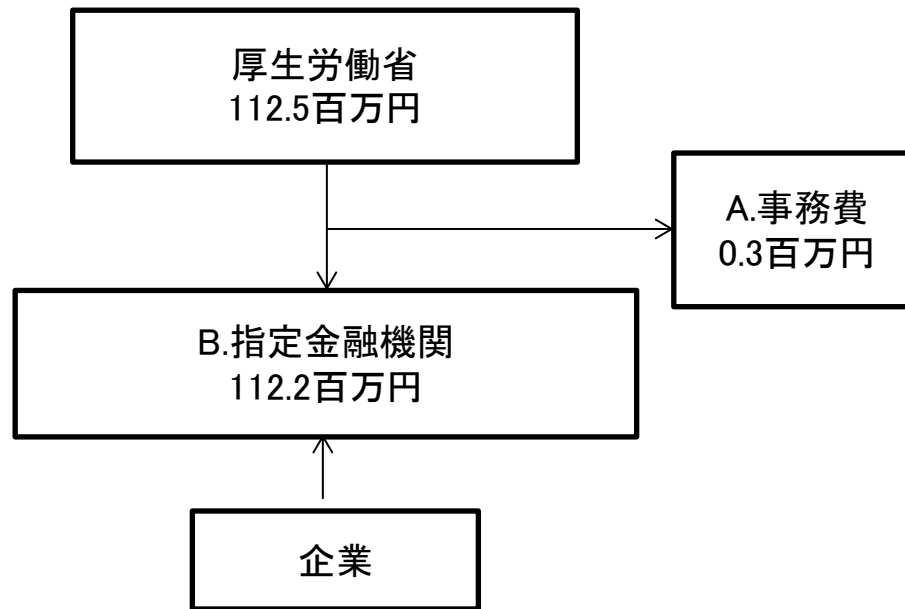 厚生労働省
112.5百万円
A.事務費
0.3百万円
B.指定金融機関
112.2百万円
企業